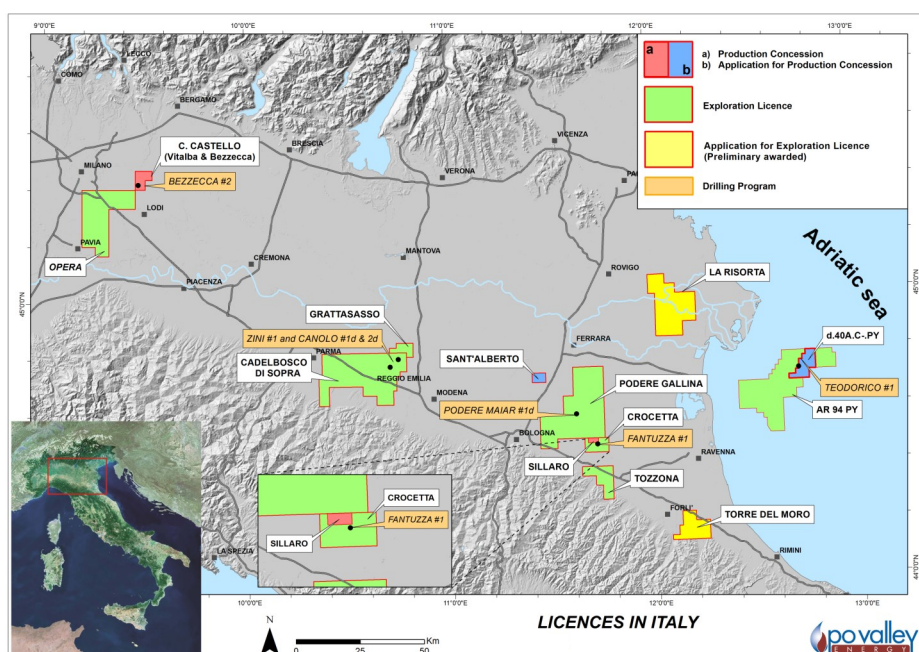 9°0'0"E
10°0'0"E
11°0'0"E
12°0'0"E
13°0'0"E
LECCO
COMO
BERGAMO
BRESCIA
VICENZA
VERONA
MILANO
C. CASTELLO
(Vitalba & Bezzecca)
BEZZECCA #2
LODI
PAVIA
OPERA
CREMONA
MANTOVA
PIACENZA
ROVIGO
LA RISORTA
45°0'0"N
45°0'0"N
a
b
a) Production Concession
b) Application for Production Concession
Exploration Licence
Application for Exploration Licence
(Preliminary awarded)
Drilling Program
Adriatic sea
GRATTASASSO
ZINI #1 and CANOLO #1d & 2d
PARMA
CADELBOSCO
DI SOPRA
REGGIO EMILIA
MODENA
SANT'ALBERTO
FERRARA
PODERE GALLINA
PODERE MAIAR #1d
BOLOGNA
CROCETTA
FANTUZZA #1
SILLARO
TOZZONA
RAVENNA
d.40A.C-.PY
TEODORICO #1
AR 94 PY
FORLI'
TORRE DEL MORO
RIMINI
LA SPEZIA
CROCETTA
FANTUZZA #1
SILLARO
44°0'0"N
10°0'0"E
11°0'0"E
12°0'0"E
13°0'0"E
N
0
25
50
Km
LICENCES IN ITALY
po valley
ENERGY